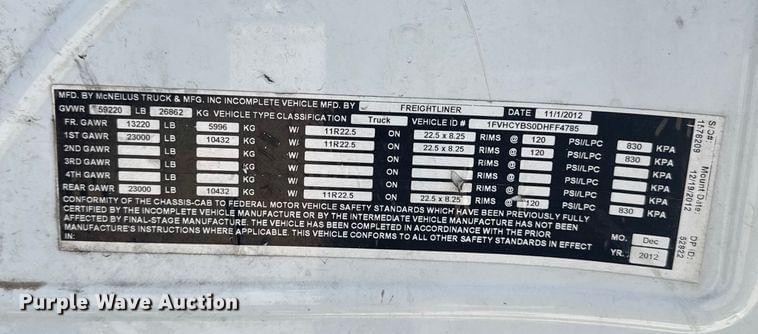 MFD. BY McNEILUS TRUCK & MFG. INC INCOMPLETE VEHICLE MFD. BY FREIGHTLINER DATE 11/1/2012
GVWR 59220 LB 26862 KG VEHICLE TYPE CLASSIFICATION Truck VEHICLE ID # 1FVHCYBS0DHFF4785
FR. GAWR 13220 LB 5996 KG W/ 11R22.5 ON 22.5 x 8.25 RIMS @ 120 PSI/LPC 830 KPA
1ST GAWR 23000 LB 10432 KG W/ 11R22.5 ON 22.5 x 8.25 RIMS @ 120 PSI/LPC 830 KPA
2ND GAWR LB KG W/ ON RIMS @ PSI/LPC KPA
3RD GAWR LB KG W/ ON RIMS @ PSI/LPC KPA
4TH GAWR LB KG W/ ON RIMS @ PSI/LPC KPA
REAR GAWR 23000 LB 10432 KG W/ 11R22.5 ON 22.5 x 8.25 RIMS @ 120 PSI/LPC 830 KPA
CONFORMITY OF THE CHASSIS-CAB TO FEDERAL MOTOR VEHICLE SAFETY STANDARDS WHICH HAVE BEEN PREVIOUSLY FULLY
CERTIFIED BY THE INCOMPLETE VEHICLE MANUFACTURE OR BY THE INTERMEDIATE VEHICLE MANUFACTURE HAS NOT BEEN
AFFECTED BY FINAL-STAGE MANUFACTURE. THE VEHICLE HAS BEEN COMPLETED IN ACCORDANCE WITH THE PRIOR
MANUFACTURE'S INSTRUCTIONS WHERE APPLICABLE. THIS VEHICLE CONFORMS TO ALL OTHER SAFETY STANDARDS IN EFFECT
IN: MO. Dec
YR. 2012
Mount Date
12/19/2012
DP ID:
52822
Purple Wave Auction